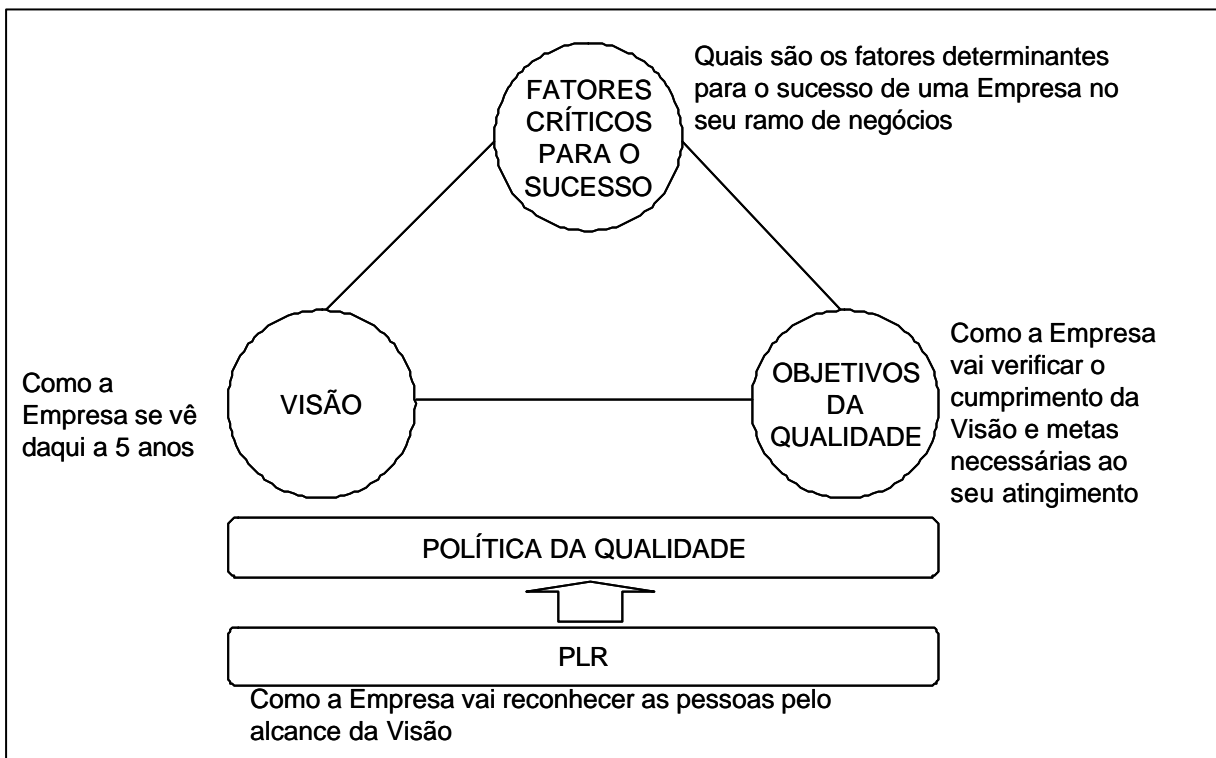 FATORES
CRÍTICOS
PARA O
SUCESSO
Quais são os fatores determinantes
para o sucesso de uma Empresa no
seu ramo de negócios
Como a
Empresa se vê
daqui a 5 anos
VISÃO
OBJETIVOS
DA
QUALIDADE
Como a Empresa
vai verificar o
cumprimento da
Visão e metas
necessárias ao
seu atingimento
POLÍTICA DA QUALIDADE
PLR
Como a Empresa vai reconhecer as pessoas pelo
alcance da Visão